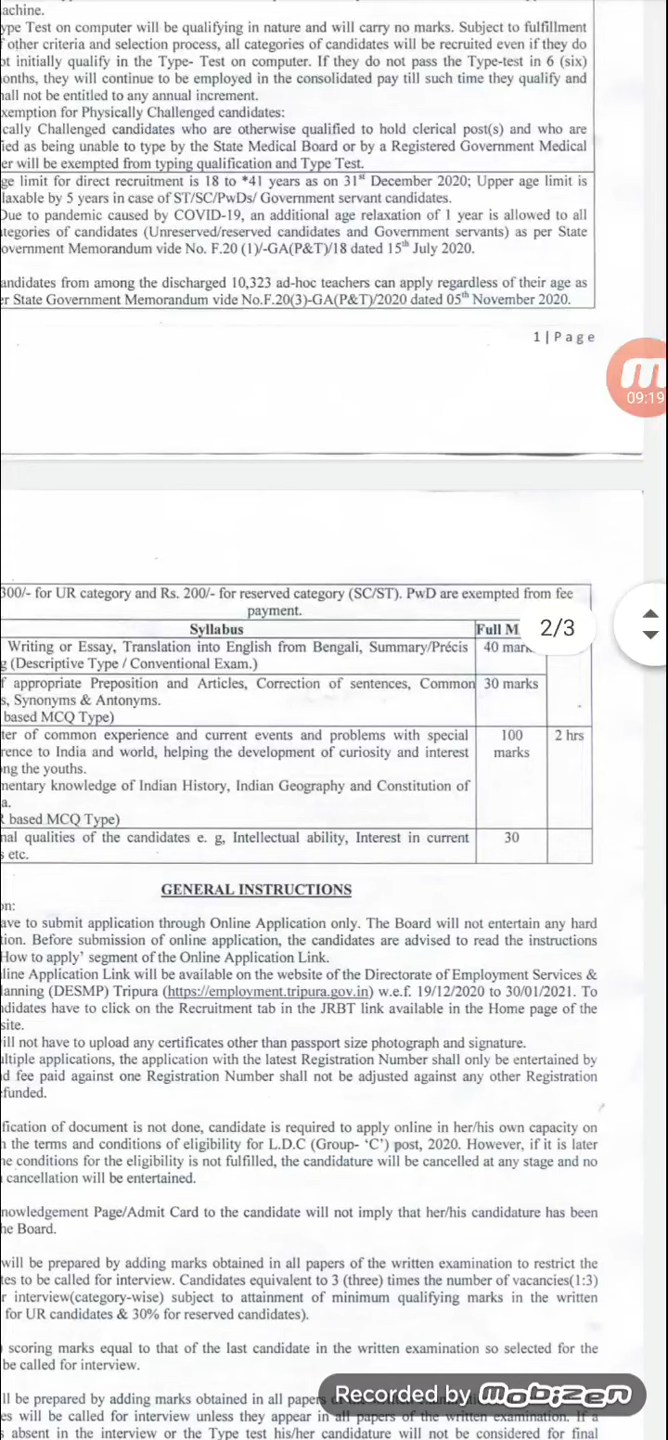 achine.
ype Test on computer will be qualifying in nature and will carry no marks. Subject to fulfillment
f other criteria and selection process, all categories of candidates will be recruited even if they do
ot initially qualify in the Type- Test on computer. If they do not pass the Type-test in 6 (six)
onths, they will continue to be employed in the consolidated pay till such time they qualify and
hall not be entitled to any annual increment.
xemption for Physically Challenged candidates:
cally Challenged candidates who are otherwise qualified to hold clerical post(s) and who are
ied as being unable to type by the State Medical Board or by a Registered Government Medical
er will be exempted from typing qualification and Type Test.
ge limit for direct recruitment is 18 to *41 years as on 31st December 2020; Upper age limit is
laxable by 5 years in case of ST/SC/PwDs/ Government servant candidates.
Due to pandemic caused by COVID-19, an additional age relaxation of 1 year is allowed to all
tegories of candidates (Unreserved/reserved candidates and Government servants) as per State
overnment Memorandum vide No. F.20 (1)/-GA(P&T)/18 dated 15th July 2020.
andidates from among the discharged 10,323 ad-hoc teachers can apply regardless of their age as
er State Government Memorandum vide No.F.20(3)-GA(P&T)/2020 dated 05th November 2020.
1 | Page
09:19
300/- for UR category and Rs. 200/- for reserved category (SC/ST). PwD are exempted from fee
payment.
Syllabus Full M
2/3
Writing or Essay, Translation into English from Bengali, Summary/Précis 40 mark
g (Descriptive Type / Conventional Exam.)
f appropriate Preposition and Articles, Correction of sentences, Common 30 marks
s, Synonyms & Antonyms.
based MCQ Type)
ter of common experience and current events and problems with special 100 2 hrs
rence to India and world, helping the development of curiosity and interest marks
ng the youths.
mentary knowledge of Indian History, Indian Geography and Constitution of
a.
based MCQ Type)
nal qualities of the candidates e. g, Intellectual ability, Interest in current 30
s etc.
GENERAL INSTRUCTIONS
on:
ave to submit application through Online Application only. The Board will not entertain any hard
tion. Before submission of online application, the candidates are advised to read the instructions
How to apply' segment of the Online Application Link.
line Application Link will be available on the website of the Directorate of Employment Services &
lanning (DESMP) Tripura (https://employment.tripura.gov.in) w.e.f. 19/12/2020 to 30/01/2021. To
ndidates have to click on the Recruitment tab in the JRBT link available in the Home page of the
site.
ill not have to upload any certificates other than passport size photograph and signature.
ultiple applications, the application with the latest Registration Number shall only be entertained by
d fee paid against one Registration Number shall not be adjusted against any other Registration
efunded.
fication of document is not done, candidate is required to apply online in her/his own capacity on
n the terms and conditions of eligibility for L.D.C (Group- 'C') post, 2020. However, if it is later
he conditions for the eligibility is not fulfilled, the candidature will be cancelled at any stage and no
cancellation will be entertained.
nowledgement Page/Admit Card to the candidate will not imply that her/his candidature has been
he Board.
will be prepared by adding marks obtained in all papers of the written examination to restrict the
tes to be called for interview. Candidates equivalent to 3 (three) times the number of vacancies(1:3)
r interview(category-wise) subject to attainment of minimum qualifying marks in the written
for UR candidates & 30% for reserved candidates).
scoring marks equal to that of the last candidate in the written examination so selected for the
be called for interview.
Recorded by mobizen
ll be prepared by adding marks obtained in all papers
es will be called for interview unless they appear in all papers of the written examination. If a
s absent in the interview or the Type test his/her candidature will not be considered for final